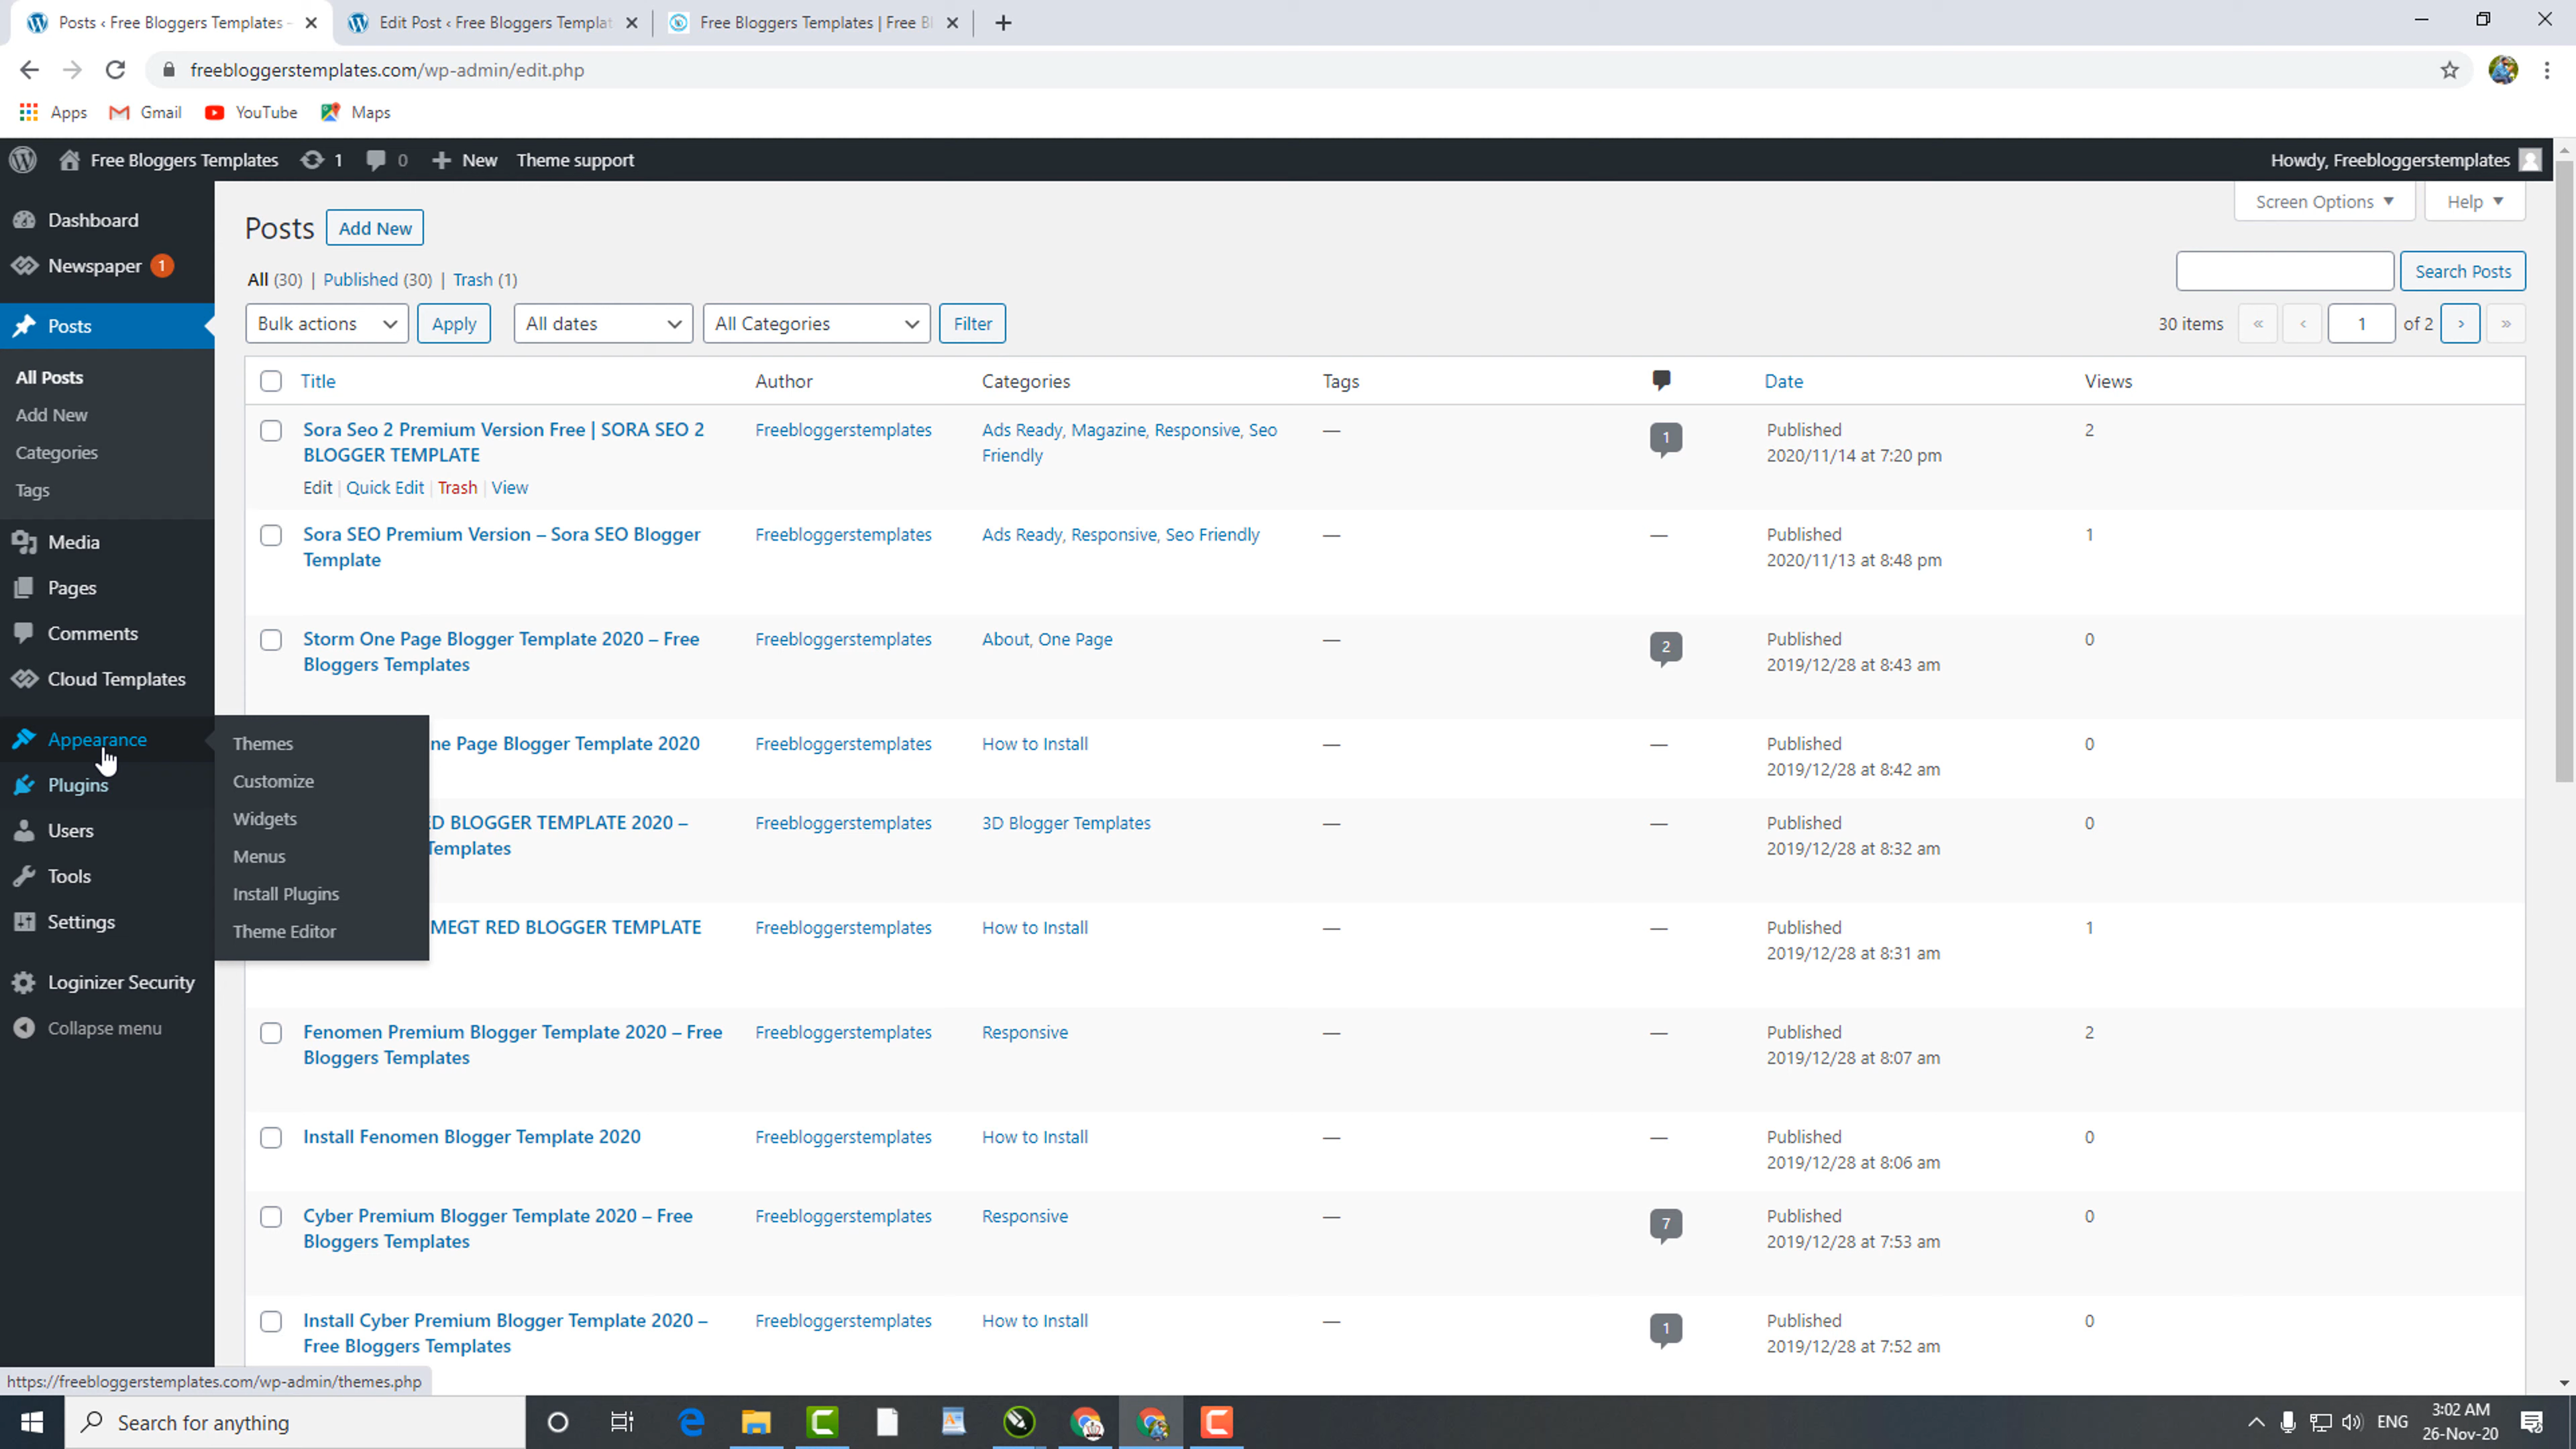 Posts ‹ Free Bloggers Templates –
Edit Post ‹ Free Bloggers Templat
Free Bloggers Templates | Free Bl
freebloggerstemplates.com/wp-admin/edit.php
Apps Gmail YouTube Maps
Free Bloggers Templates 1 0 + New Theme support Howdy, Freebloggerstemplates
Screen Options Help
Dashboard
Newspaper 1
Posts
All Posts
Add New
Categories
Tags
Media
Pages
Comments
Cloud Templates
Appearance
Plugins
Users
Tools
Settings
Loginizer Security
Collapse menu
Themes
Customize
Widgets
Menus
Install Plugins
Theme Editor
Posts Add New
All (30) | Published (30) | Trash (1)
Search Posts
Bulk actions Apply All dates All Categories Filter
30 items « ‹ 1 of 2 › »
Title Author Categories Tags Date Views
Sora Seo 2 Premium Version Free | SORA SEO 2 Freebloggerstemplates Ads Ready, Magazine, Responsive, Seo — 1 Published 2
BLOGGER TEMPLATE Friendly 2020/11/14 at 7:20 pm
Edit | Quick Edit | Trash | View
Sora SEO Premium Version – Sora SEO Blogger Freebloggerstemplates Ads Ready, Responsive, Seo Friendly — — Published 1
Template 2020/11/13 at 8:48 pm
Storm One Page Blogger Template 2020 – Free Freebloggerstemplates About, One Page — 2 Published 0
Bloggers Templates 2019/12/28 at 8:43 am
ne Page Blogger Template 2020 Freebloggerstemplates How to Install — — Published 0
2019/12/28 at 8:42 am
ED BLOGGER TEMPLATE 2020 – Freebloggerstemplates 3D Blogger Templates — — Published 0
Templates 2019/12/28 at 8:32 am
MEGT RED BLOGGER TEMPLATE Freebloggerstemplates How to Install — — Published 1
2019/12/28 at 8:31 am
Fenomen Premium Blogger Template 2020 – Free Freebloggerstemplates Responsive — — Published 2
Bloggers Templates 2019/12/28 at 8:07 am
Install Fenomen Blogger Template 2020 Freebloggerstemplates How to Install — — Published 0
2019/12/28 at 8:06 am
Cyber Premium Blogger Template 2020 – Free Freebloggerstemplates Responsive — 7 Published 0
Bloggers Templates 2019/12/28 at 7:53 am
Install Cyber Premium Blogger Template 2020 – Freebloggerstemplates How to Install — 1 Published 0
Free Bloggers Templates 2019/12/28 at 7:52 am
https://freebloggerstemplates.com/wp-admin/themes.php
Search for anything
ENG
3:02 AM
26-Nov-20